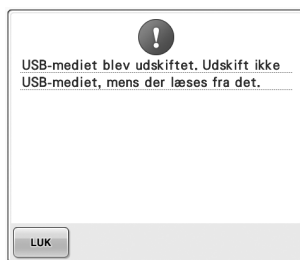 USB-mediet blev udskiftet. Udskift ikke
USB-mediet, mens der læses fra det.
LUK